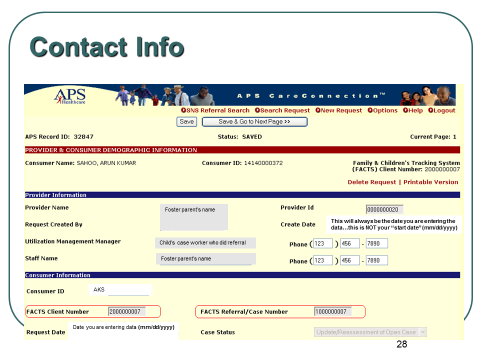 Contact Info
APS
Healthcare
APS CareConnection™
SNS Referral Search Search Request New Request Options Help Logout
Save Save & Go to Next Page >>
APS Record ID: 32847 Status: SAVED Current Page: 1
PROVIDER & CONSUMER DEMOGRAPHIC INFORMATION
Consumer Name: SAHOO, ARUN KUMAR Consumer ID: 14140000372 Family & Children's Tracking System
(FACTS) Client Number: 2000000007
Delete Request | Printable Version
Provider Information
Provider Name Foster parent's name Provider Id 0000000020
Request Created By Create Date This will always be the date you are entering the
data...this is NOT your "start date" (mm/dd/yyyy)
Utilization Management Manager Child's case worker who did referral Phone (123) 456 - 7890
Staff Name Foster parent's name Phone (123) 456 - 7890
Consumer Information
Consumer ID AKS
FACTS Client Number 2000000007 FACTS Referral/Case Number 1000000007
Request Date Date you are entering data (mm/dd/yyyy) Case Status Update/Reassessment of Open Case
28